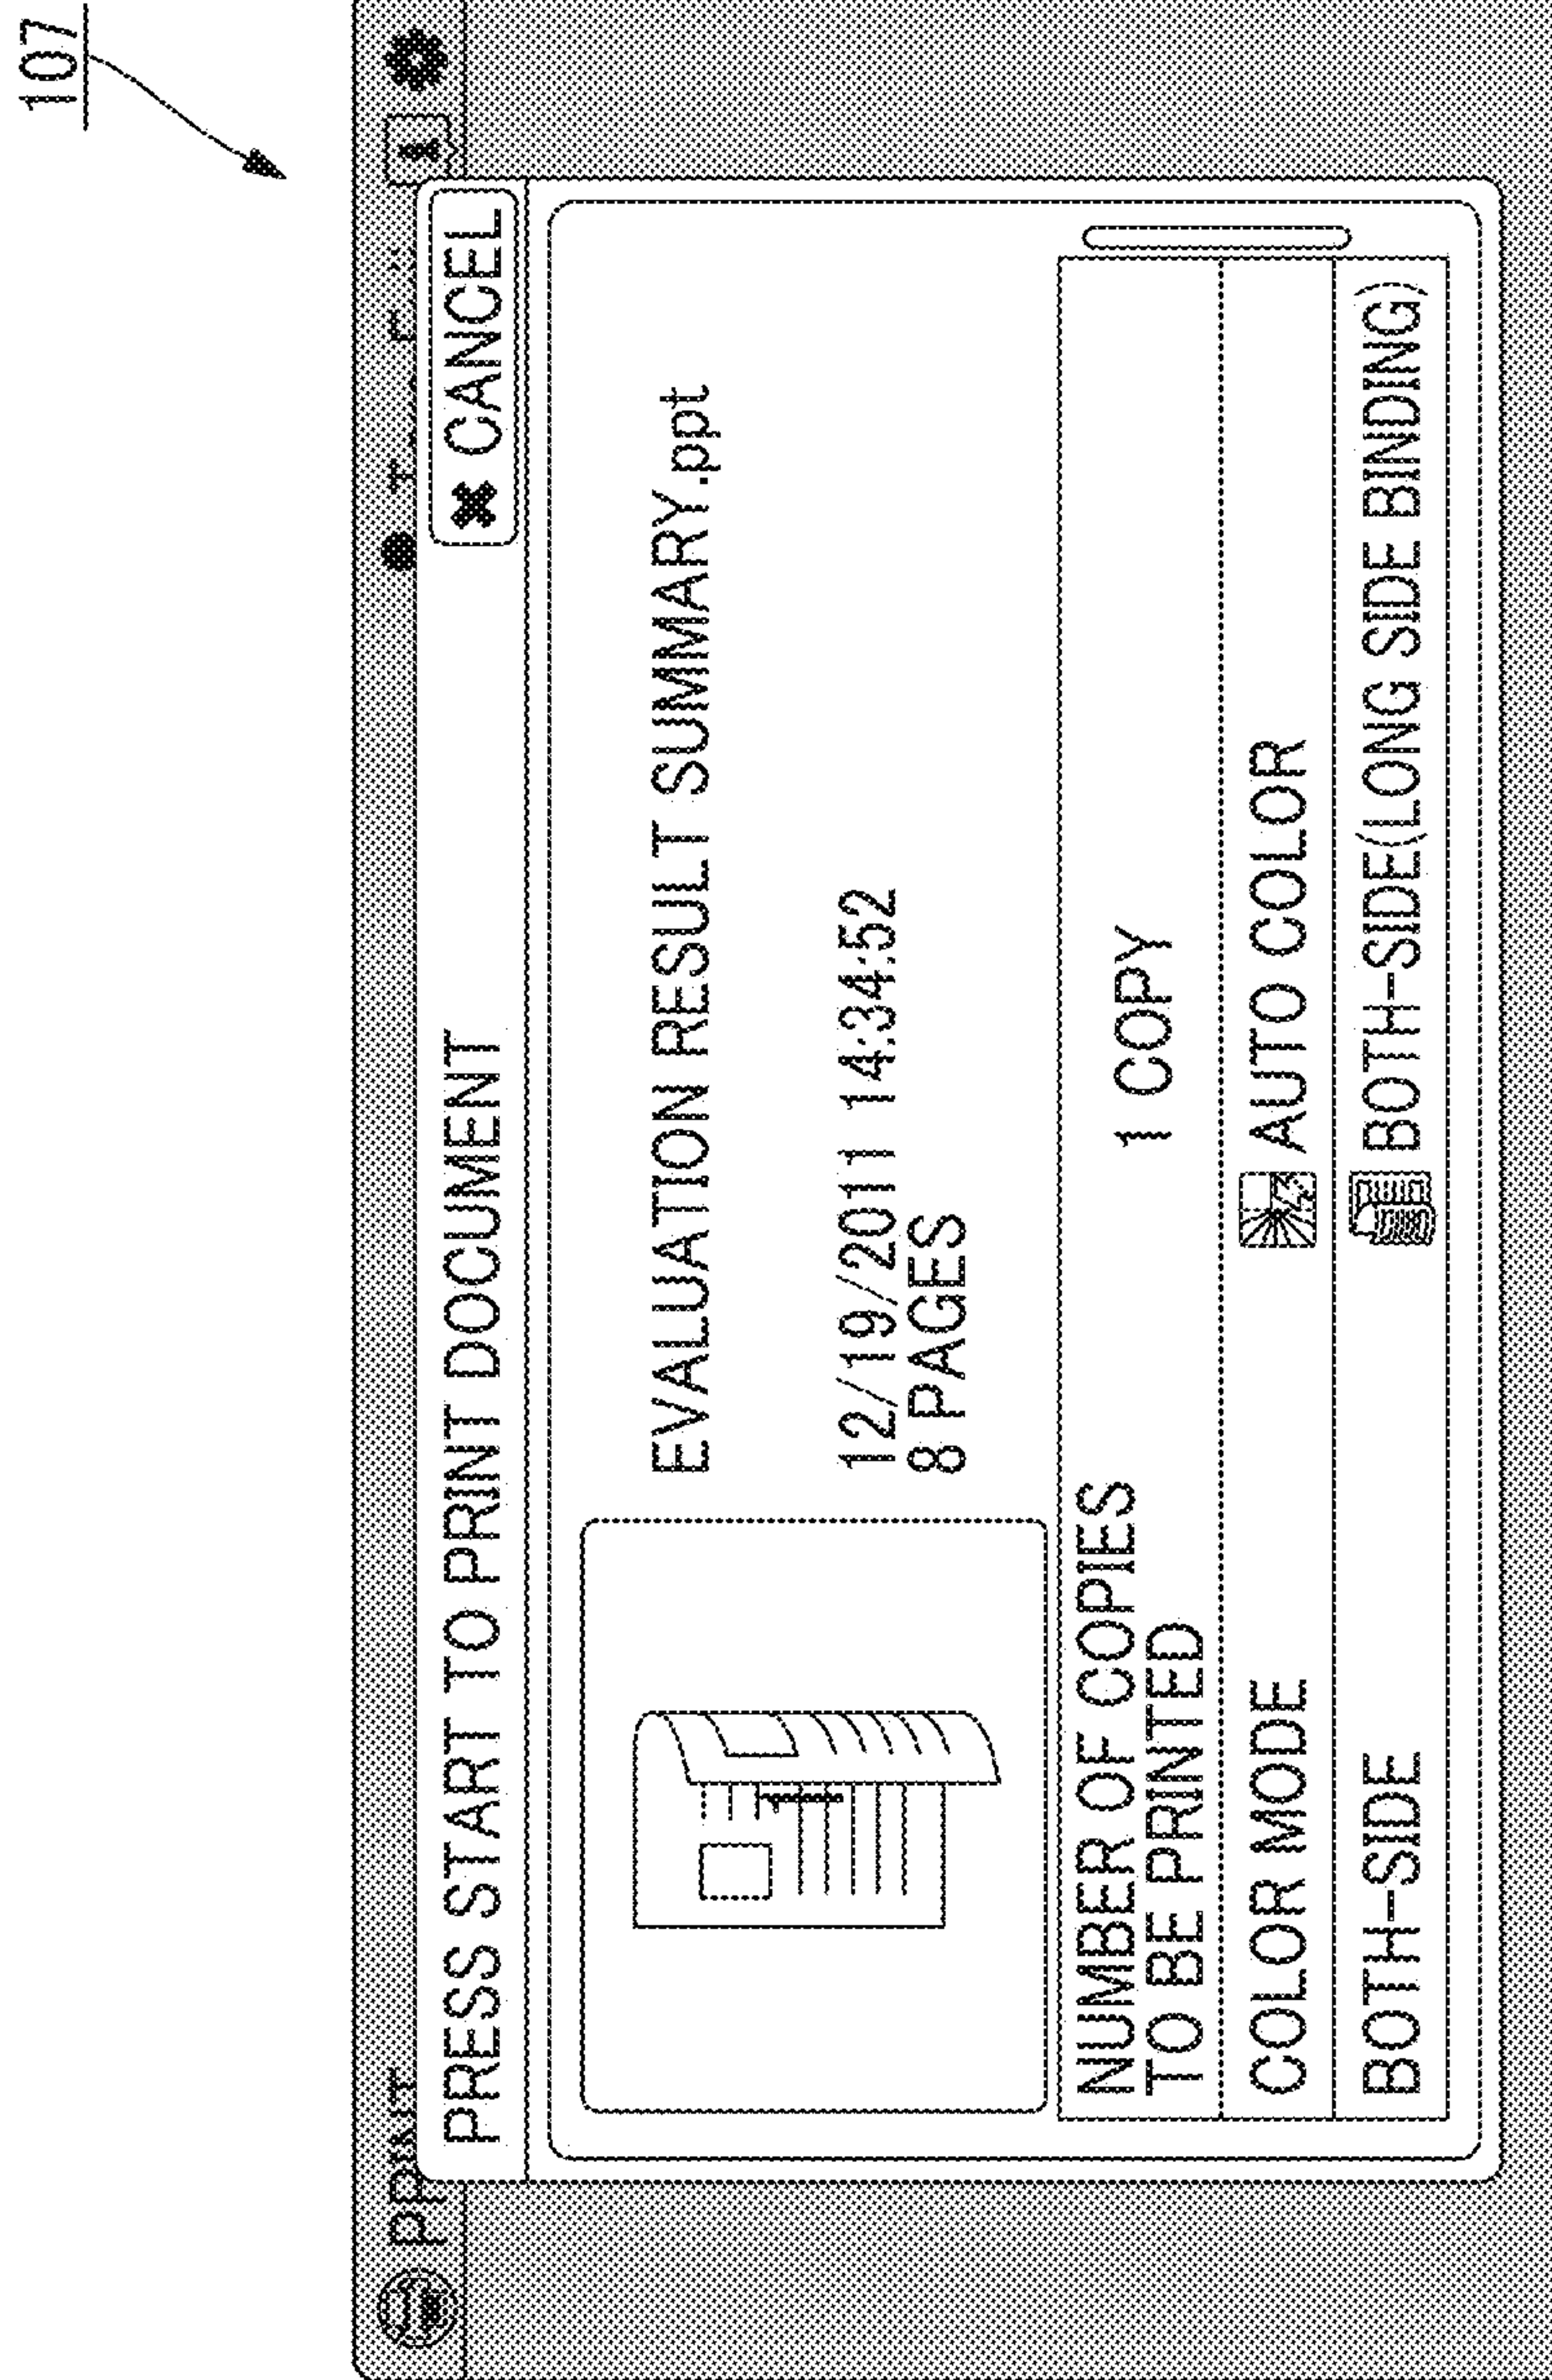 107
PRINT
PRESS START TO PRINT DOCUMENT
✖ CANCEL
EVALUATION RESULT SUMMARY.ppt
12/19/2011 14:34:52
8 PAGES
NUMBER OF COPIES
TO BE PRINTED
1 COPY
COLOR MODE
AUTO COLOR
BOTH-SIDE
BOTH-SIDE(LONG SIDE BINDING)